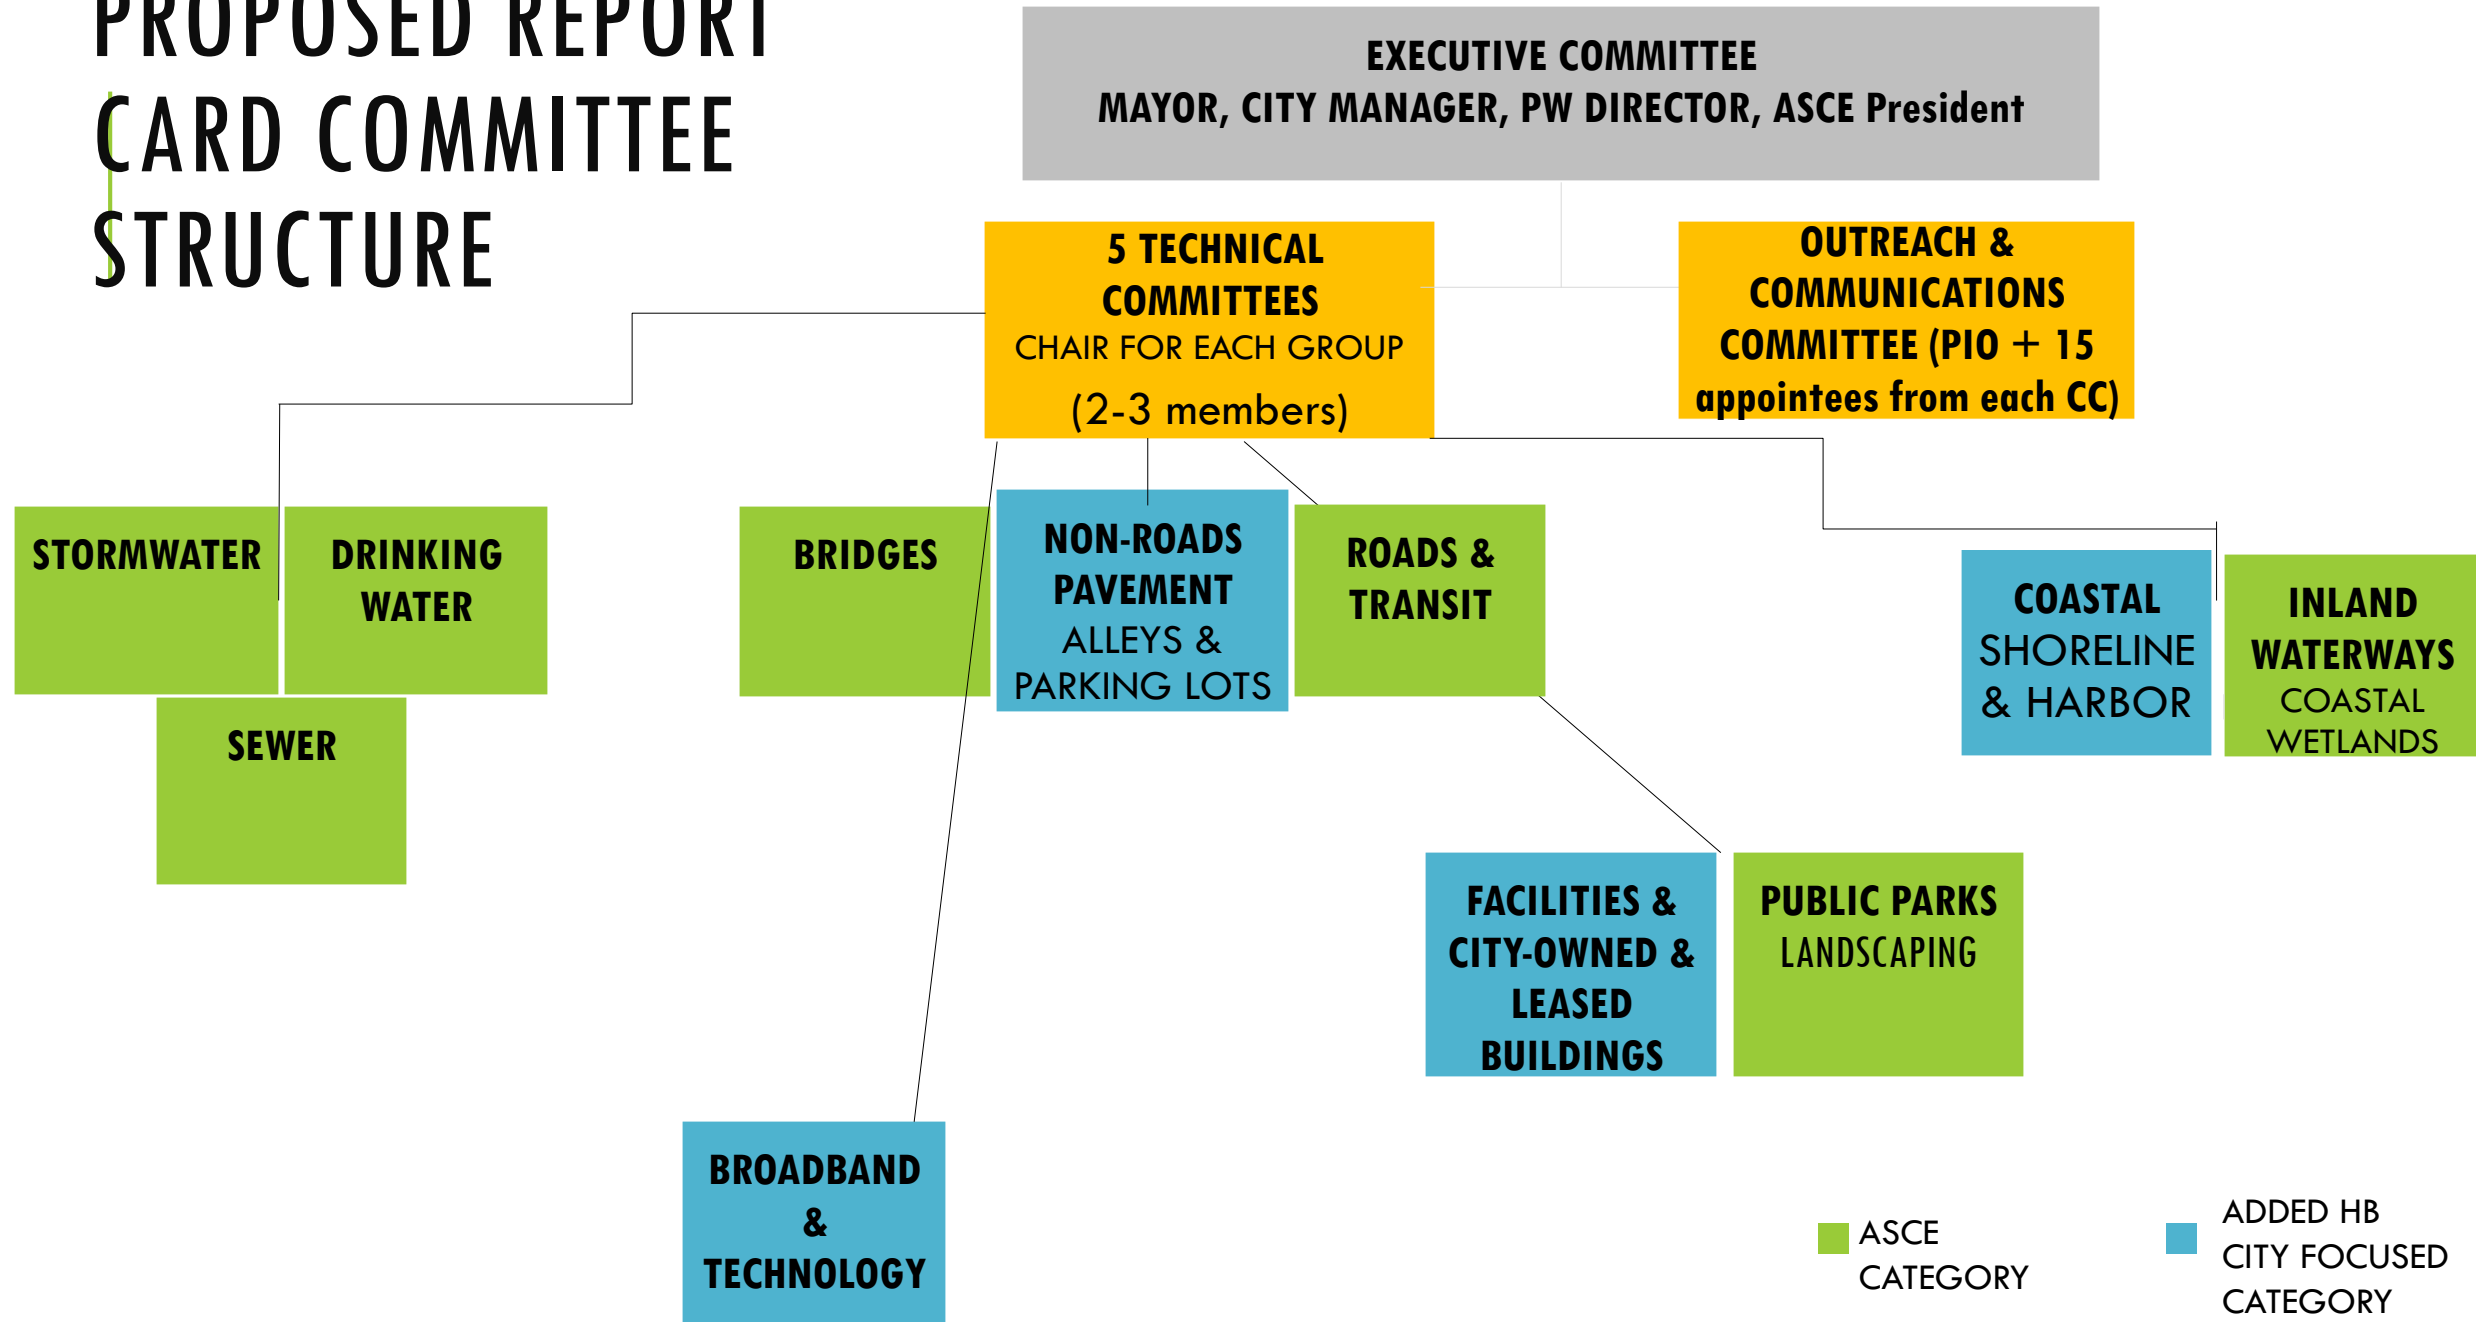 PROPOSED REPORT
CARD COMMITTEE
STRUCTURE
EXECUTIVE COMMITTEE
MAYOR, CITY MANAGER, PW DIRECTOR, ASCE President
5 TECHNICAL
COMMITTEES
CHAIR FOR EACH GROUP
(2-3 members)
OUTREACH &
COMMUNICATIONS
COMMITTEE (PIO + 15
appointees from each CC)
STORMWATER
DRINKING
WATER
SEWER
BRIDGES
NON-ROADS
PAVEMENT
ALLEYS &
PARKING LOTS
ROADS &
TRANSIT
COASTAL
SHORELINE
& HARBOR
INLAND
WATERWAYS
COASTAL
WETLANDS
FACILITIES &
CITY-OWNED &
LEASED
BUILDINGS
PUBLIC PARKS
LANDSCAPING
BROADBAND
&
TECHNOLOGY
ASCE
CATEGORY
ADDED HB
CITY FOCUSED
CATEGORY